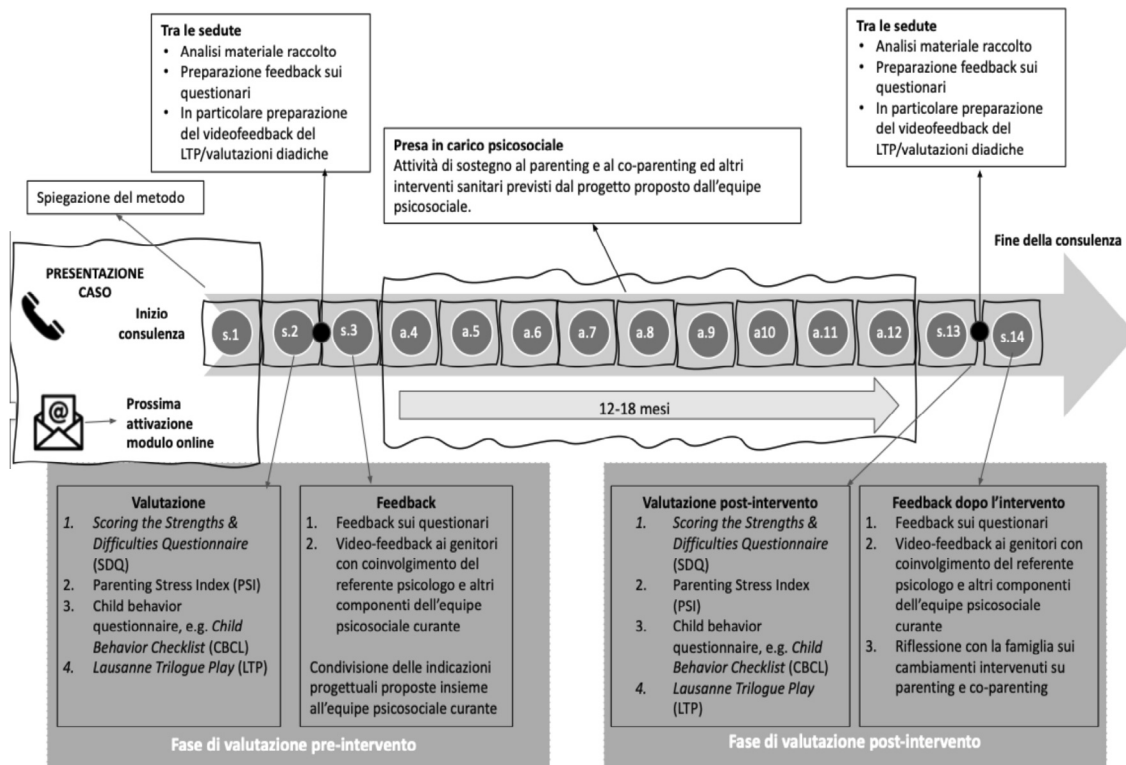 Tra le sedute
• Analisi materiale raccolto
• Preparazione feedback sui
questionari
• In particolare preparazione
del videofeedback del
LTP/valutazioni diadiche
Tra le sedute
• Analisi materiale raccolto
• Preparazione feedback sui
questionari
• In particolare preparazione
del videofeedback del
LTP/valutazioni diadiche
Presa in carico psicosociale
Attività di sostegno al parenting e al co-parenting ed altri
interventi sanitari previsti dal progetto proposto dall'equipe
psicosociale.
Spiegazione del metodo
Fine della consulenza
PRESENTAZIONE
CASO
Inizio
consulenza
s.1
s.2
s.3
a.4
a.5
a.6
a.7
a.8
a.9
a10
a.11
a.12
s.13
s.14
12-18 mesi
@
Prossima
attivazione
modulo online
Valutazione
1. Scoring the Strengths &
Difficulties Questionnaire
(SDQ)
2. Parenting Stress Index (PSI)
3. Child behavior
questionnaire, e.g. Child
Behavior Checklist (CBCL)
4. Lausanne Trilogue Play (LTP)
Feedback
1. Feedback sui questionari
2. Video-feedback ai genitori
con coinvolgimento del
referente psicologo e altri
componenti dell'equipe
psicosociale curante
Condivisione delle indicazioni
progettuali proposte insieme
all'equipe psicosociale curante
Fase di valutazione pre-intervento
Valutazione post-intervento
1. Scoring the Strengths &
Difficulties Questionnaire
(SDQ)
2. Parenting Stress Index
(PSI)
3. Child behavior
questionnaire, e.g. Child
Behavior Checklist (CBCL)
4. Lausanne Trilogue Play
(LTP)
Feedback dopo l'intervento
1. Feedback sui questionari
2. Video-feedback ai genitori con
coinvolgimento del referente
psicologo e altri componenti
dell'equipe psicosociale
curante
3. Riflessione con la famiglia sui
cambiamenti intervenuti su
parenting e co-parenting
Fase di valutazione post-intervento